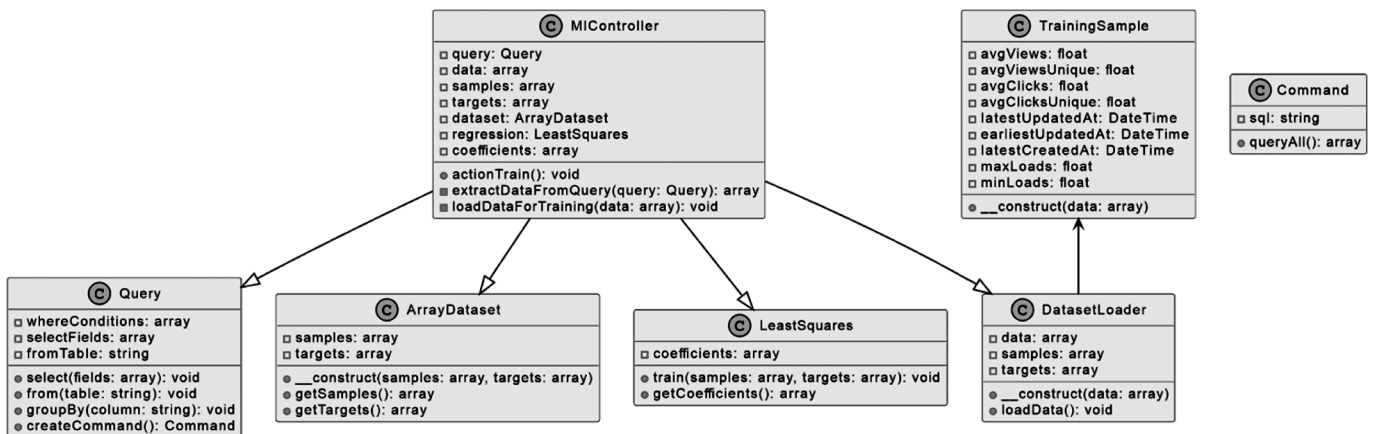 C MlController
query: Query
data: array
samples: array
targets: array
dataset: ArrayDataset
regression: LeastSquares
coefficients: array
actionTrain(): void
extractDataFromQuery(query: Query): array
loadDataForTraining(data: array): void
C TrainingSample
avgViews: float
avgViewsUnique: float
avgClicks: float
avgClicksUnique: float
latestUpdatedAt: DateTime
earliestUpdatedAt: DateTime
latestCreatedAt: DateTime
maxLoads: float
minLoads: float
__construct(data: array)
C Command
sql: string
queryAll(): array
C Query
whereConditions: array
selectFields: array
fromTable: string
select(fields: array): void
from(table: string): void
groupBy(column: string): void
createCommand(): Command
C ArrayDataset
samples: array
targets: array
__construct(samples: array, targets: array)
getSamples(): array
getTargets(): array
C LeastSquares
coefficients: array
train(samples: array, targets: array): void
getCoefficients(): array
C DatasetLoader
data: array
samples: array
targets: array
__construct(data: array)
loadData(): void